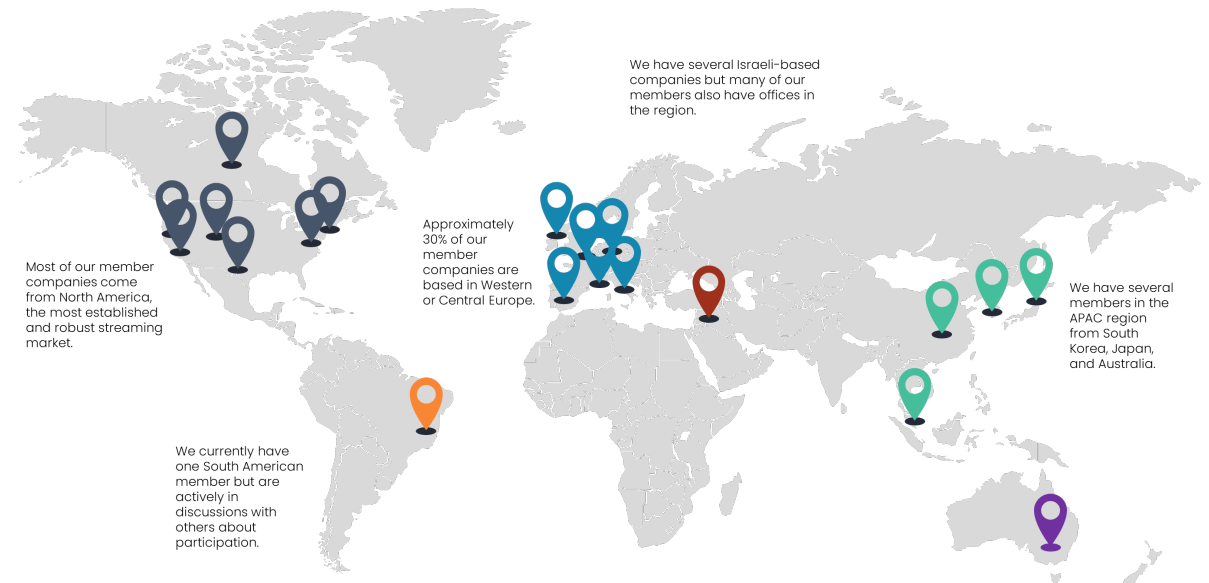 We have several Israeli-based
companies but many of our
members also have offices in
the region.
Approximately
30% of our
member
companies are
based in Western
or Central Europe.
Most of our member
companies come
from North America,
the most established
and robust streaming
market.
We have several
members in the
APAC region
from South
Korea, Japan,
and Australia.
We currently have
one South American
member but are
actively in
discussions with
others about
participation.